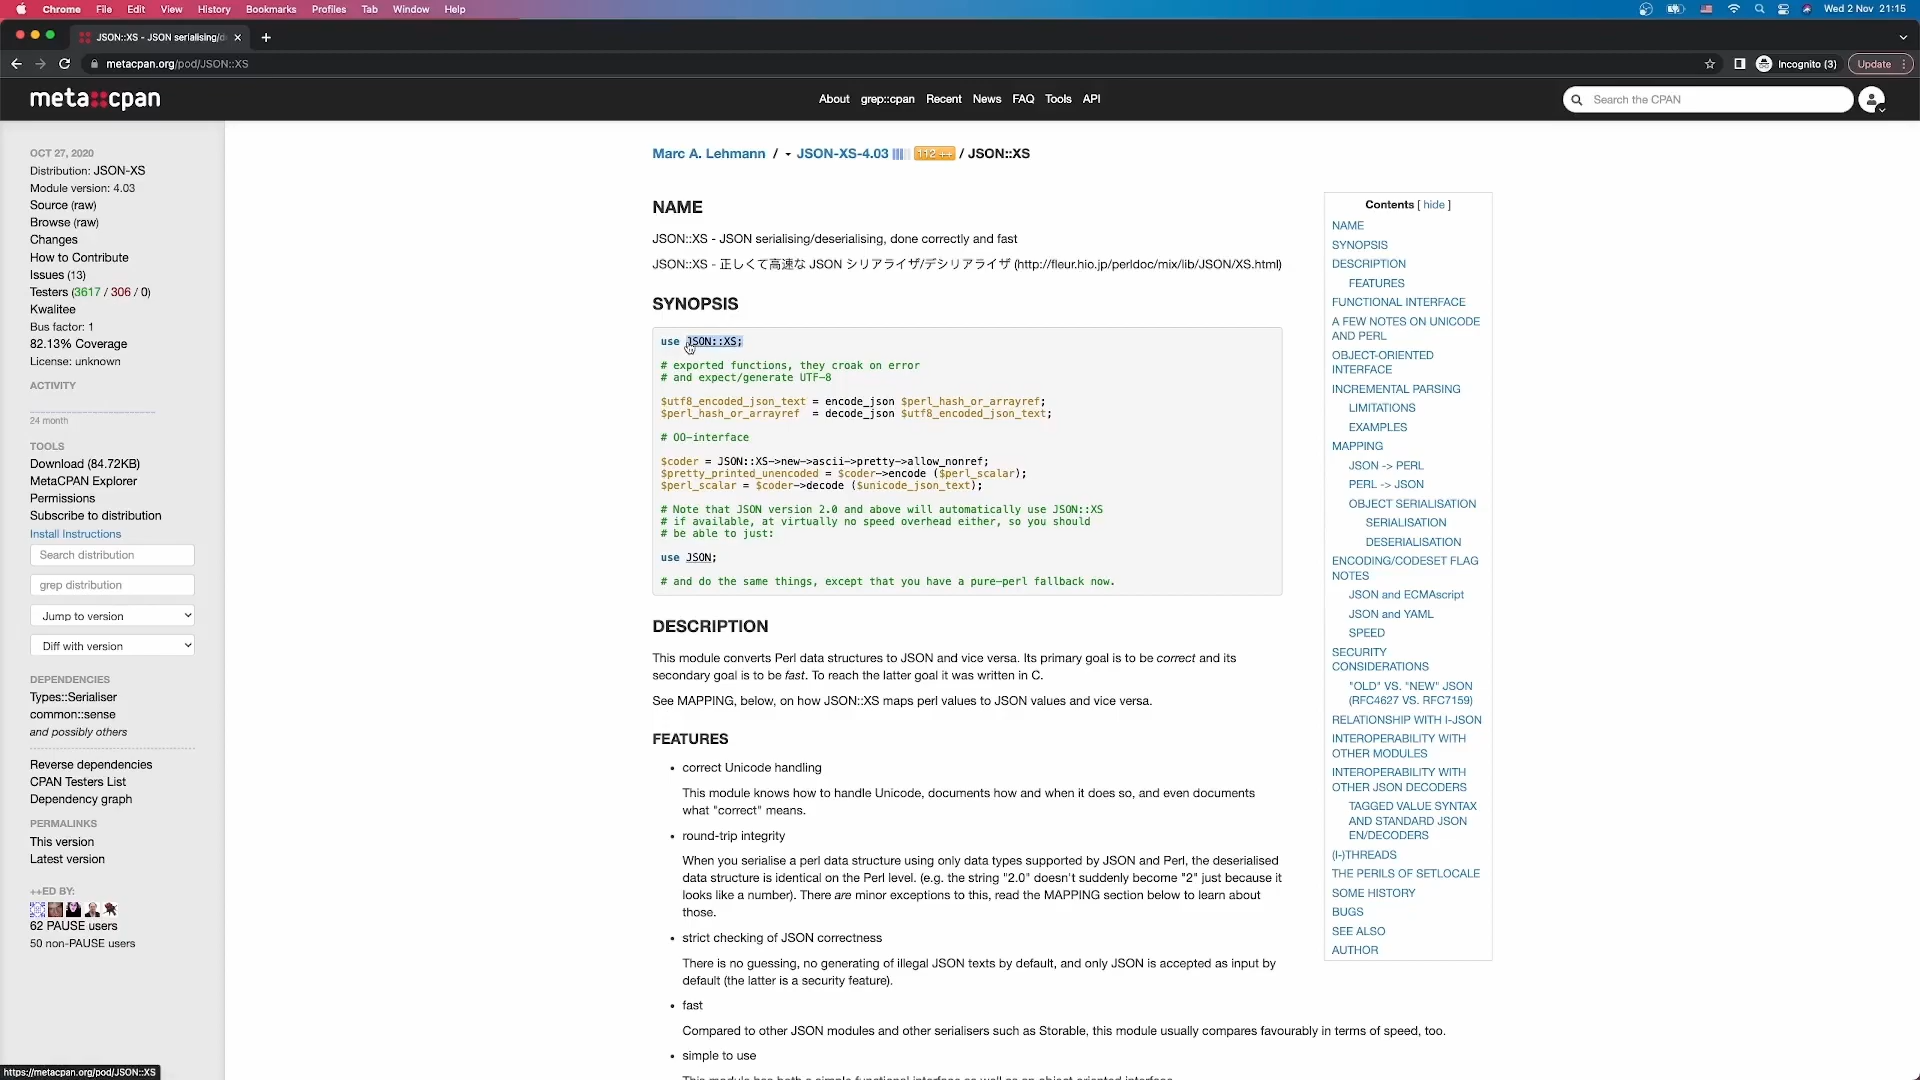 Chrome File Edit View History Bookmarks Profiles Tab Window Help
Wed 2 Nov 21:15
JSON::XS - JSON serialising/d
metacpan.org/pod/JSON::XS
Incognito (3)
Update
meta::cpan
About grep::cpan Recent News FAQ Tools API
Search the CPAN
OCT 27, 2020
Distribution: JSON-XS
Module version: 4.03
Source (raw)
Browse (raw)
Changes
How to Contribute
Issues (13)
Testers (3617 / 306 / 0)
Kwalitee
Bus factor: 1
82.13% Coverage
License: unknown
ACTIVITY
24 month
TOOLS
Download (84.72KB)
MetaCPAN Explorer
Permissions
Subscribe to distribution
Install Instructions
Search distribution
grep distribution
Jump to version
Diff with version
DEPENDENCIES
Types::Serialiser
common::sense
and possibly others
Reverse dependencies
CPAN Testers List
Dependency graph
PERMALINKS
This version
Latest version
++ED BY:
62 PAUSE users
50 non-PAUSE users
https://metacpan.org/pod/JSON::XS
Marc A. Lehmann / JSON-XS-4.03 112 ++ / JSON::XS
NAME
JSON::XS - JSON serialising/deserialising, done correctly and fast
JSON::XS - 正しくて高速な JSON シリアライザ/デシリアライザ (http://fleur.hio.jp/perldoc/mix/lib/JSON/XS.html)
SYNOPSIS
use JSON::XS;
# exported functions, they croak on error
# and expect/generate UTF-8
$utf8_encoded_json_text = encode_json $perl_hash_or_arrayref;
$perl_hash_or_arrayref  = decode_json $utf8_encoded_json_text;
# OO-interface
$coder = JSON::XS->new->ascii->pretty->allow_nonref;
$pretty_printed_unencoded = $coder->encode ($perl_scalar);
$perl_scalar = $coder->decode ($unicode_json_text);
# Note that JSON version 2.0 and above will automatically use JSON::XS
# if available, at virtually no speed overhead either, so you should
# be able to just:
use JSON;
# and do the same things, except that you have a pure-perl fallback now.
DESCRIPTION
This module converts Perl data structures to JSON and vice versa. Its primary goal is to be correct and its
secondary goal is to be fast. To reach the latter goal it was written in C.
See MAPPING, below, on how JSON::XS maps perl values to JSON values and vice versa.
FEATURES
• correct Unicode handling
This module knows how to handle Unicode, documents how and when it does so, and even documents
what "correct" means.
• round-trip integrity
When you serialise a perl data structure using only data types supported by JSON and Perl, the deserialised
data structure is identical on the Perl level. (e.g. the string "2.0" doesn't suddenly become "2" just because it
looks like a number). There are minor exceptions to this, read the MAPPING section below to learn about
those.
• strict checking of JSON correctness
There is no guessing, no generating of illegal JSON texts by default, and only JSON is accepted as input by
default (the latter is a security feature).
• fast
Compared to other JSON modules and other serialisers such as Storable, this module usually compares favourably in terms of speed, too.
• simple to use
This module has both a simple functional interface as well as an object oriented interface.
Contents [ hide ]
NAME
SYNOPSIS
DESCRIPTION
FEATURES
FUNCTIONAL INTERFACE
A FEW NOTES ON UNICODE
AND PERL
OBJECT-ORIENTED
INTERFACE
INCREMENTAL PARSING
LIMITATIONS
EXAMPLES
MAPPING
JSON -> PERL
PERL -> JSON
OBJECT SERIALISATION
SERIALISATION
DESERIALISATION
ENCODING/CODESET FLAG
NOTES
JSON and ECMAscript
JSON and YAML
SPEED
SECURITY
CONSIDERATIONS
"OLD" VS. "NEW" JSON
(RFC4627 VS. RFC7159)
RELATIONSHIP WITH I-JSON
INTEROPERABILITY WITH
OTHER MODULES
INTEROPERABILITY WITH
OTHER JSON DECODERS
TAGGED VALUE SYNTAX
AND STANDARD JSON
EN/DECODERS
(I-)THREADS
THE PERILS OF SETLOCALE
SOME HISTORY
BUGS
SEE ALSO
AUTHOR